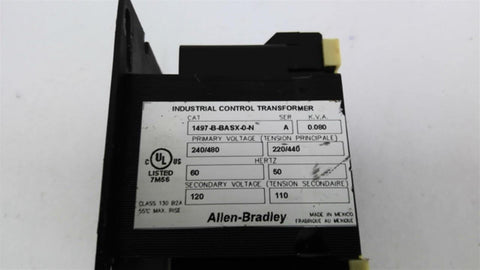 INDUSTRIAL CONTROL TRANSFORMER
CAT SER K.V.A.
1497-B-BASX-0-N A 0.080
PRIMARY VOLTAGE (TENSION PRINCIPALE)
240/480 220/440
HERTZ
60 50
SECONDARY VOLTAGE (TENSION SECONDAIRE)
120 110
C UL US
LISTED
7M56
CLASS 130 B2A
55°C MAX. RISE
Allen-Bradley
MADE IN MEXICO
FABRIQUE AU MEXIQUE